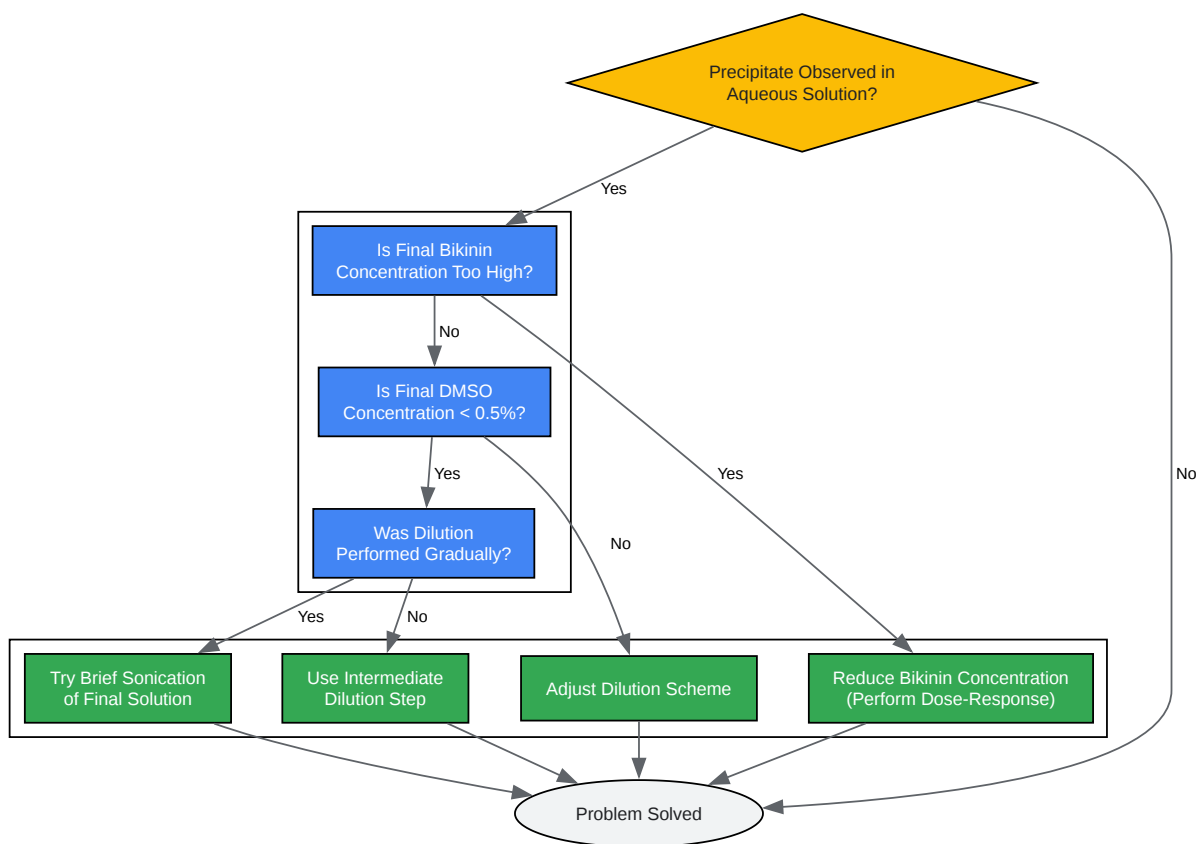 Precipitate Observed in
Aqueous Solution?
Yes
Is Final Bikinin
Concentration Too High?
No
Is Final DMSO
Concentration < 0.5%?
Yes
Yes
No
Was Dilution
Performed Gradually?
No
Yes
No
Try Brief Sonication
of Final Solution
Use Intermediate
Dilution Step
Adjust Dilution Scheme
Reduce Bikinin Concentration
(Perform Dose-Response)
Problem Solved